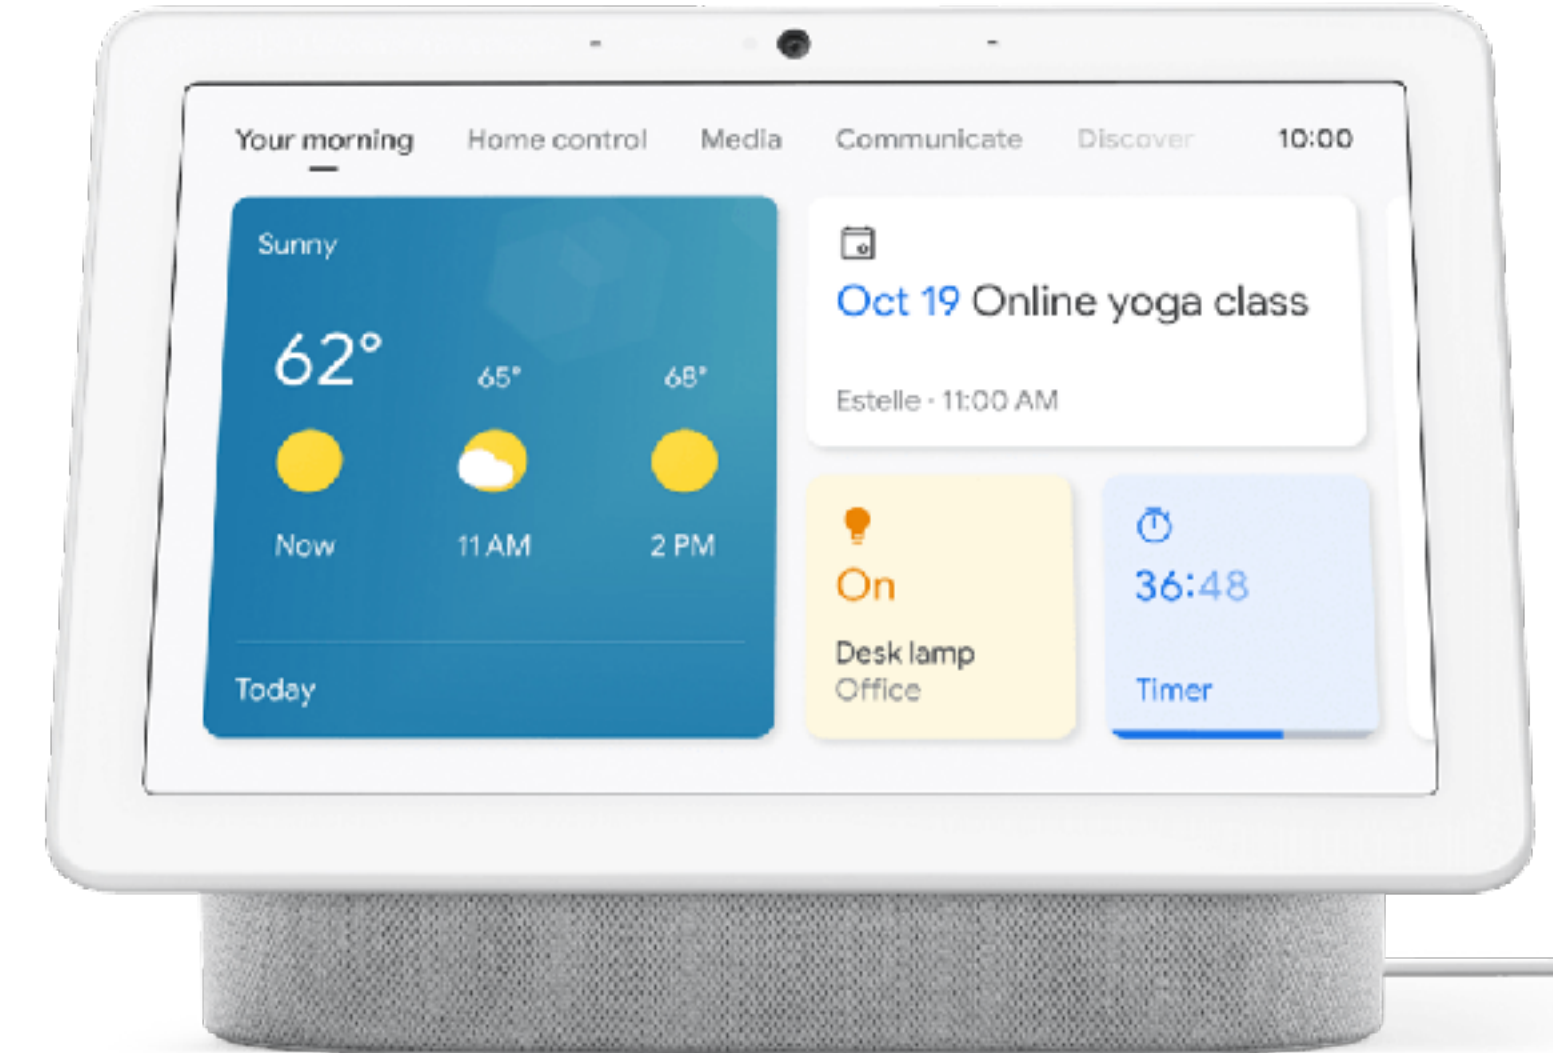 Your morning Home control Media Communicate Discover 10:00
Sunny
62° 65° 68°
Now 11 AM 2 PM
Today
Oct 19 Online yoga class
Estelle · 11:00 AM
On
Desk lamp
Office
36:48
Timer